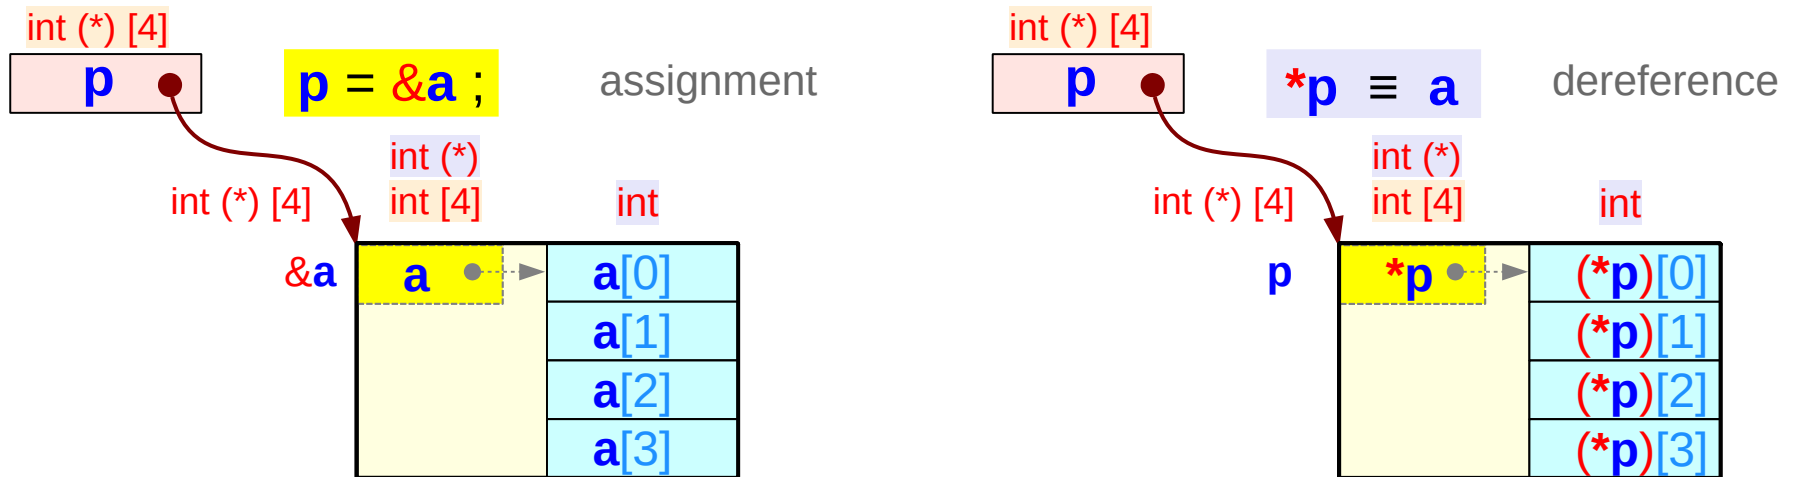 int (*) [4]
p
p = &a ;
assignment
int (*)
int (*) [4]
int [4]
int
&a
a
a[0]
a[1]
a[2]
a[3]
int (*) [4]
p
*p ≡ a
dereference
int (*)
int (*) [4]
int [4]
int
p
*p
(*p)[0]
(*p)[1]
(*p)[2]
(*p)[3]